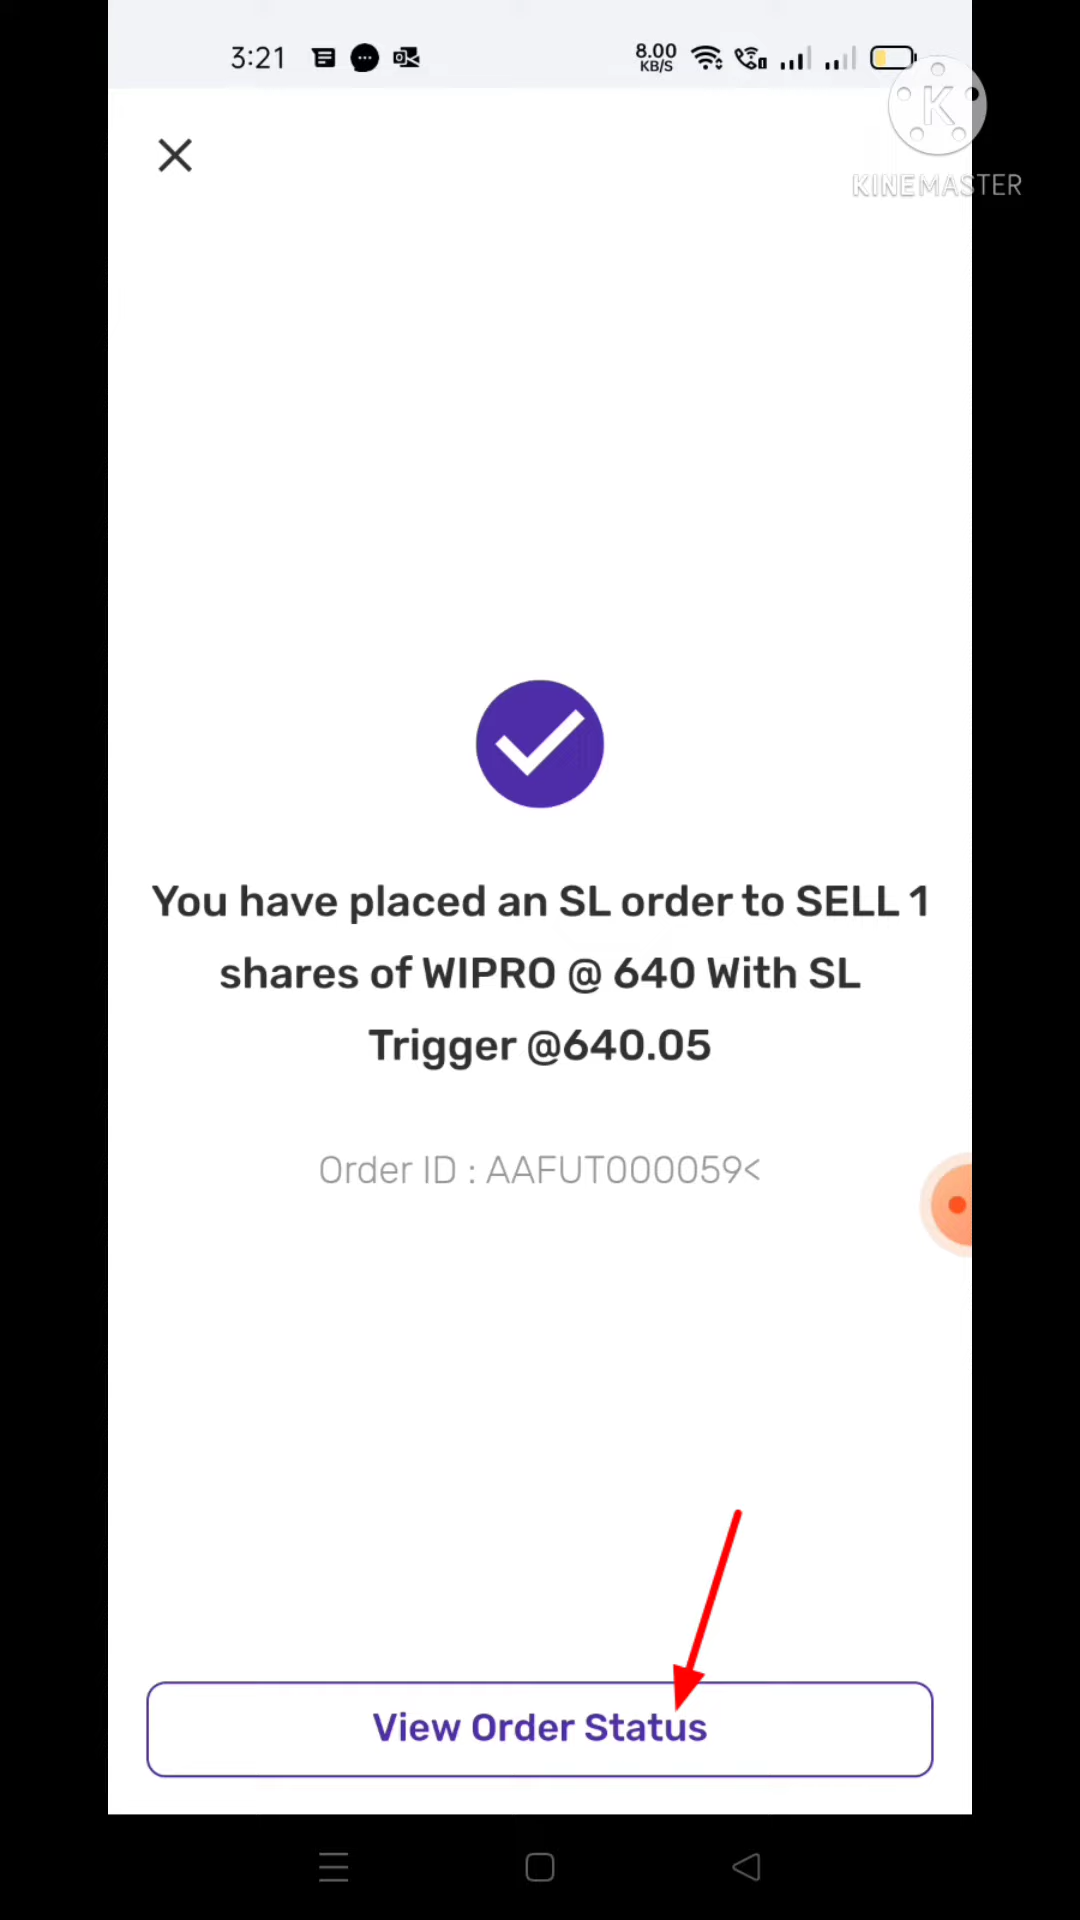 3:21
8.00
KB/S
K
KINEMASTER
You have placed an SL order to SELL 1
shares of WIPRO @ 640 With SL
Trigger @640.05
Order ID : AAFUT000059<
View Order Status